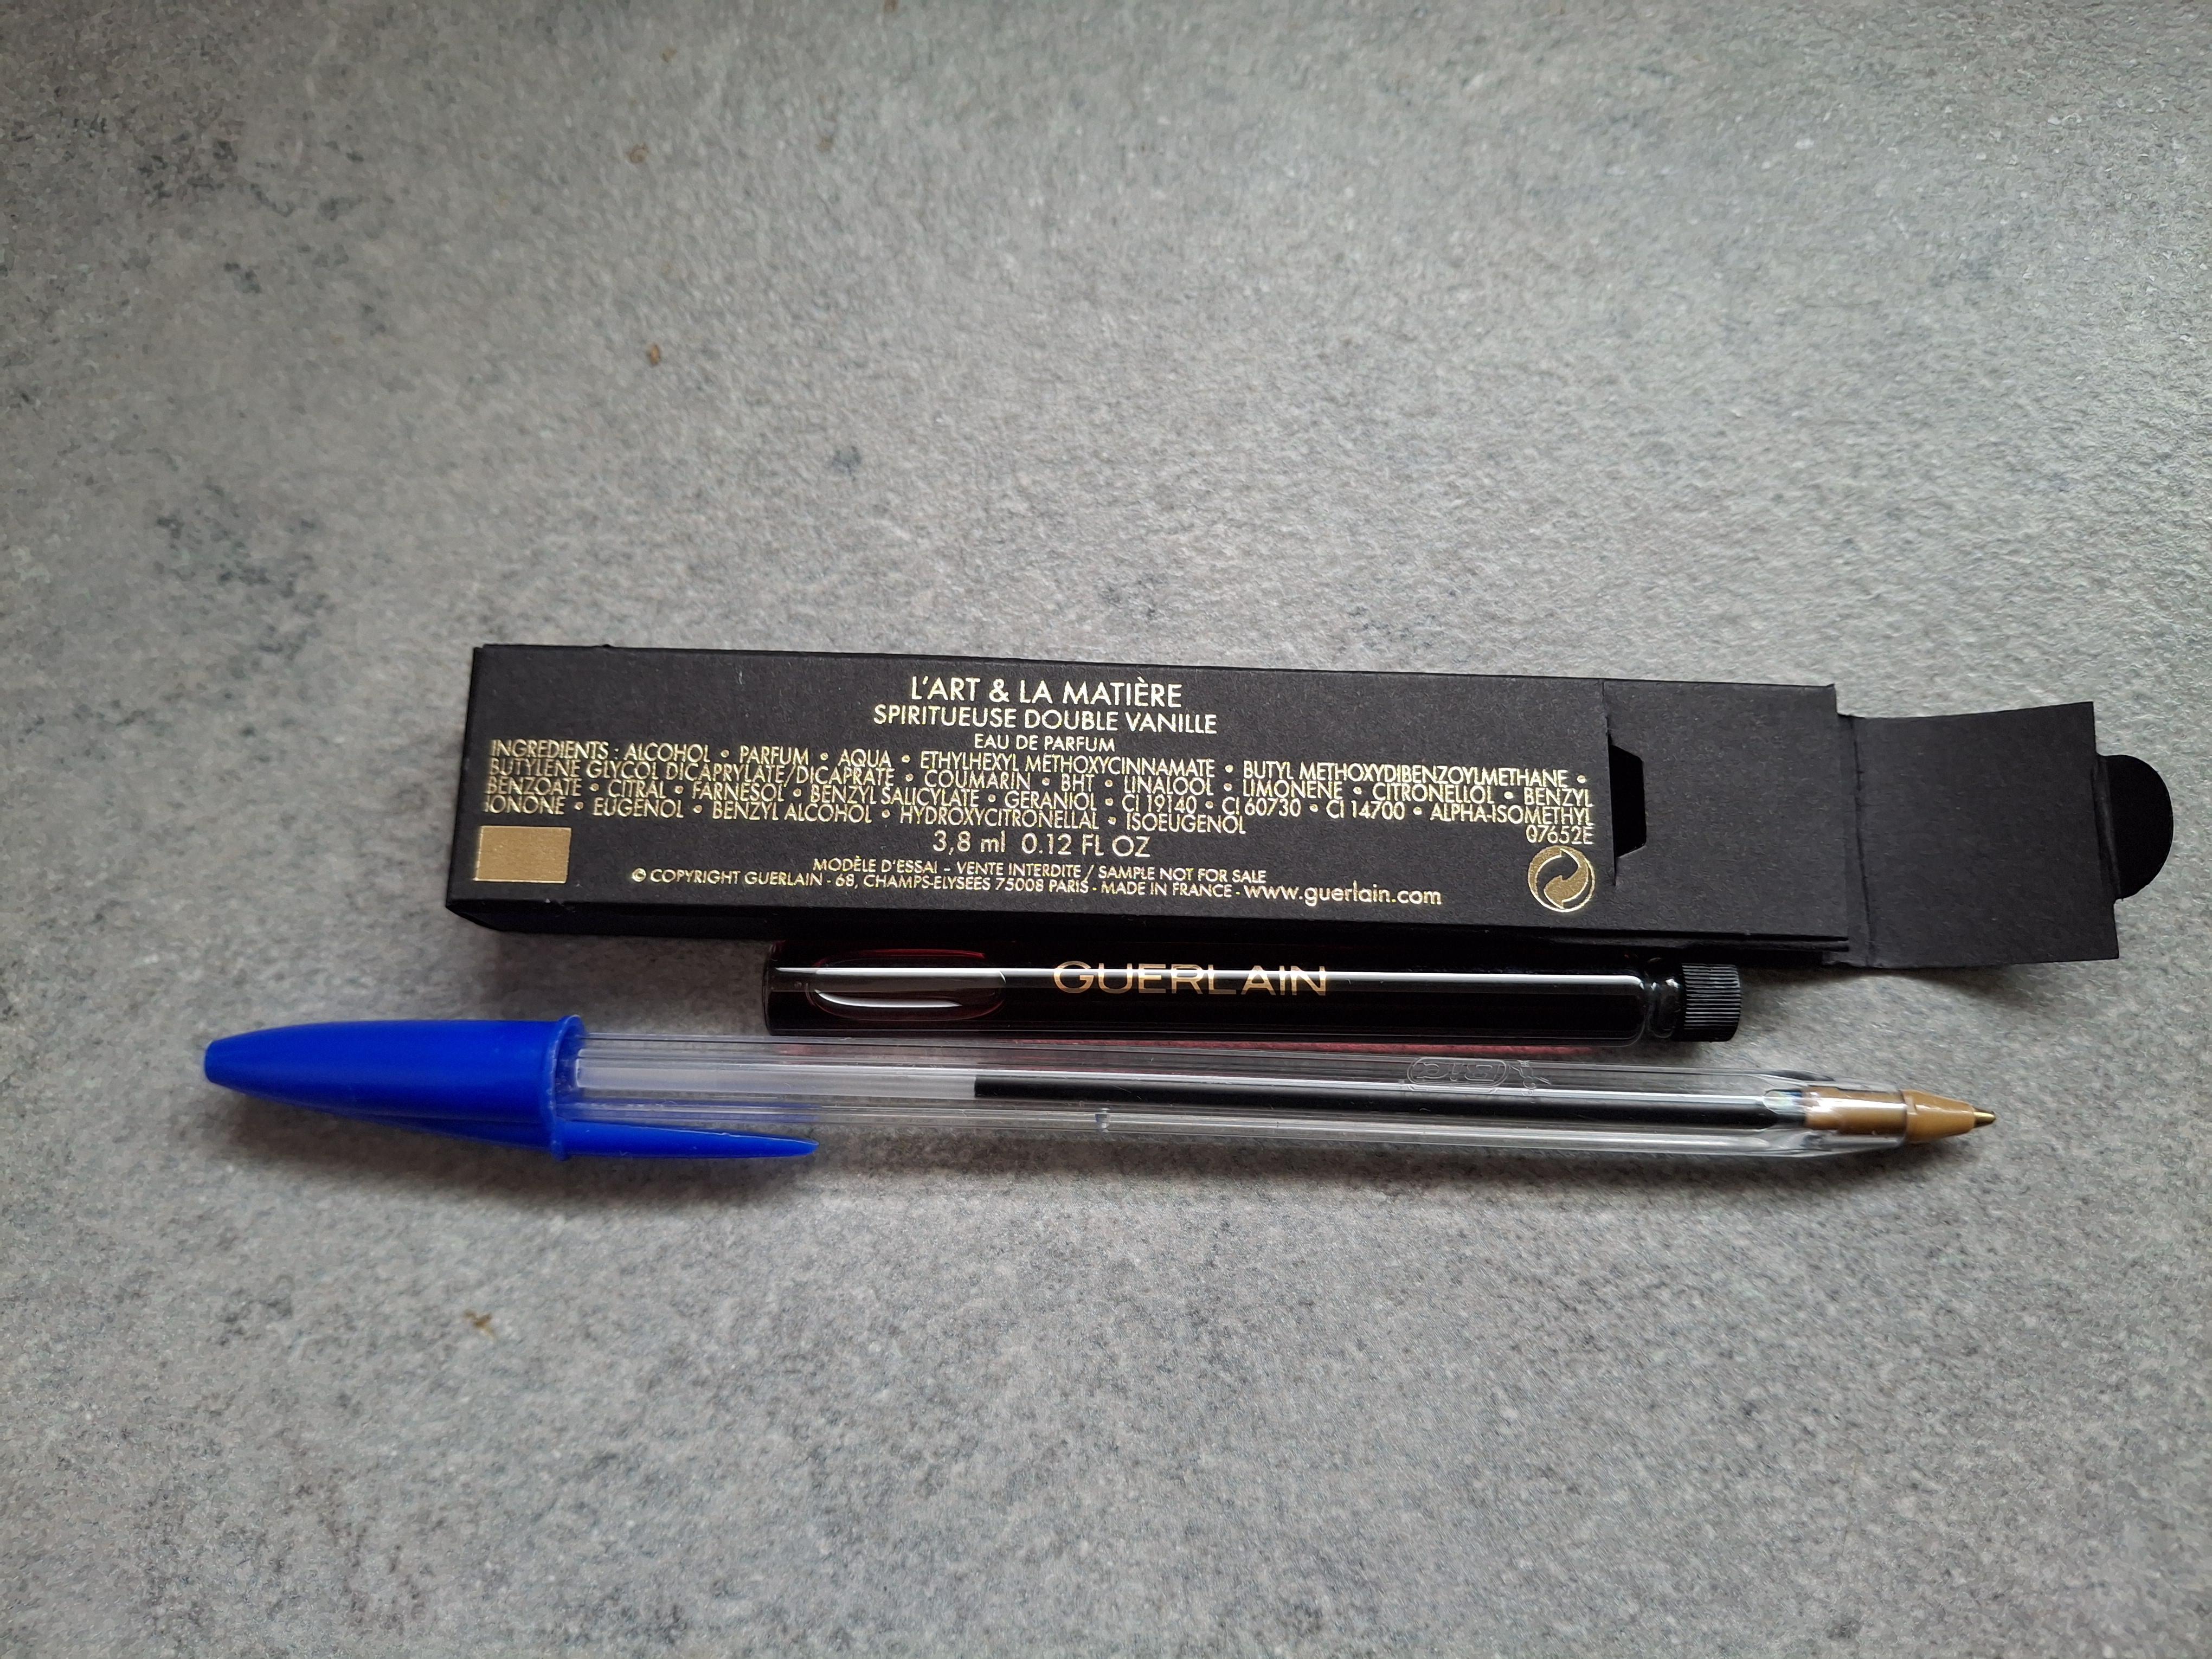 L'ART & LA MATIÈRE
SPIRITUEUSE DOUBLE VANILLE
EAU DE PARFUM
INGREDIENTS : ALCOHOL • PARFUM • AQUA • ETHYLHEXYL METHOXYCINNAMATE • BUTYL METHOXYDIBENZOYLMETHANE •
BUTYLENE GLYCOL DICAPRYLATE/DICAPRATE • COUMARIN • BHT • LINALOOL • LIMONENE • CITRONELLOL • BENZYL
BENZOATE • CITRAL • FARNESOL • BENZYL SALICYLATE • GERANIOL • CI 19140 • CI 60730 • CI 14700 • ALPHA-ISOMETHYL
IONONE • EUGENOL • BENZYL ALCOHOL • HYDROXYCITRONELLAL • ISOEUGENOL
07652E
3,8 ml 0.12 FL OZ
MODÈLE D'ESSAI - VENTE INTERDITE / SAMPLE NOT FOR SALE
© COPYRIGHT GUERLAIN - 68, CHAMPS-ELYSEES 75008 PARIS - MADE IN FRANCE - www.guerlain.com
GUERLAIN
BIC